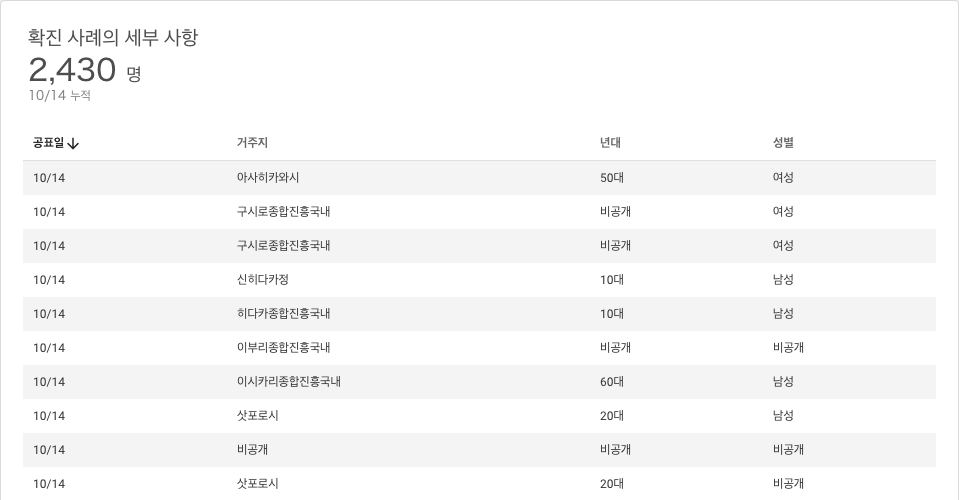 확진 사례의 세부 사항
2,430 명
10/14 누적
공표일↓ 거주지 년대 성별
10/14 아사히카와시 50대 여성
10/14 구시로종합진흥국내 비공개 여성
10/14 구시로종합진흥국내 비공개 여성
10/14 신히다카정 10대 남성
10/14 히다카종합진흥국내 10대 남성
10/14 이부리종합진흥국내 비공개 비공개
10/14 이시카리종합진흥국내 60대 남성
10/14 삿포로시 20대 남성
10/14 비공개 비공개 비공개
10/14 삿포로시 20대 비공개